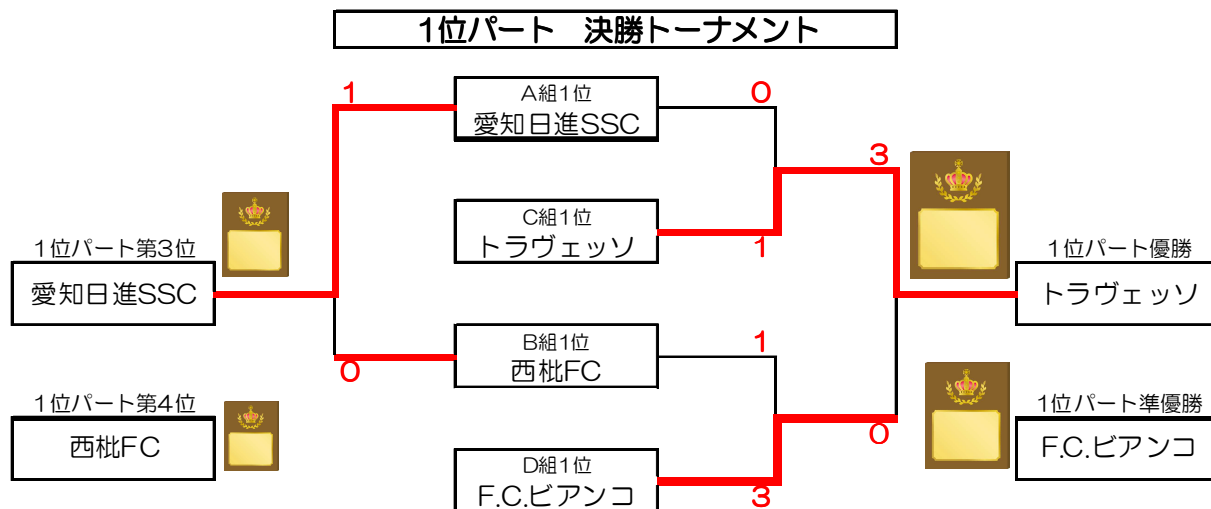 1位パート　決勝トーナメント
1
A組1位
愛知日進SSC
0
3
C組1位
トラヴェッソ
1
1位パート第3位
愛知日進SSC
1位パート優勝
トラヴェッソ
B組1位
西枇FC
1
0
0
1位パート第4位
西枇FC
1位パート準優勝
F.C.ビアンコ
D組1位
F.C.ビアンコ
3